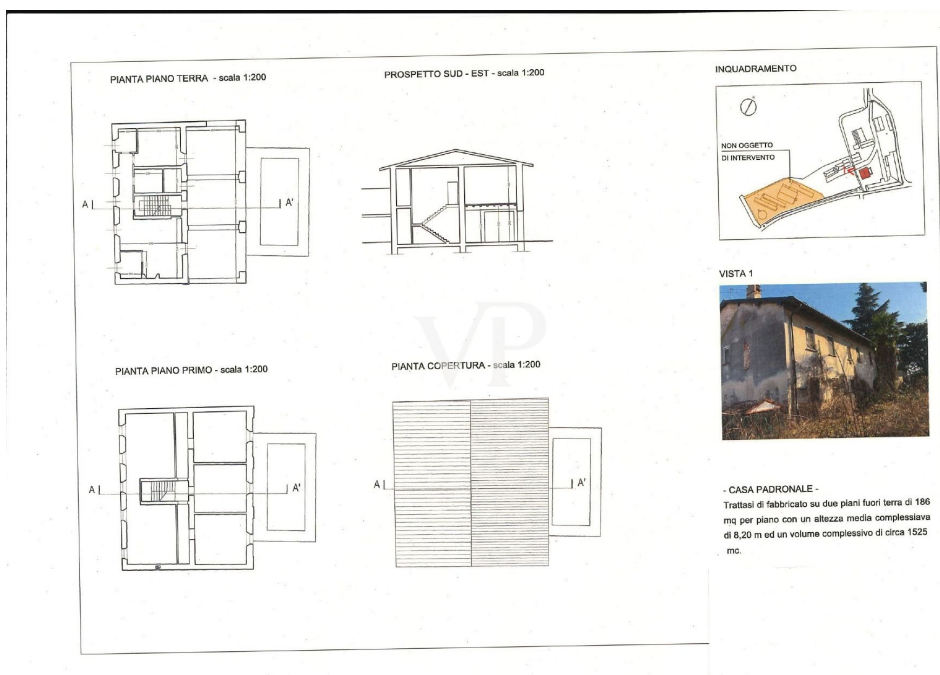 PIANTA PIANO TERRA - scala 1:200
PROSPETTO SUD - EST - scala 1:200
INQUADRAMENTO
NON OGGETTO
DI INTERVENTO
A
A'
VISTA 1
VP
PIANTA PIANO PRIMO - scala 1:200
PIANTA COPERTURA - scala 1:200
A
A'
A
A'
- CASA PADRONALE -
Trattasi di fabbricato su due piani fuori terra di 186
mq per piano con un altezza media complessiava
di 8,20 m ed un volume complessivo di circa 1525
mc.